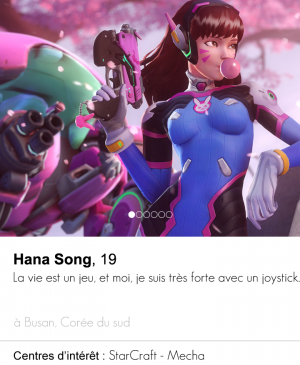 Hana Song, 19
La vie est un jeu, et moi, je suis très forte avec un joystick.
à Busan, Corée du sud
Centres d'intérêt : StarCraft - Mecha